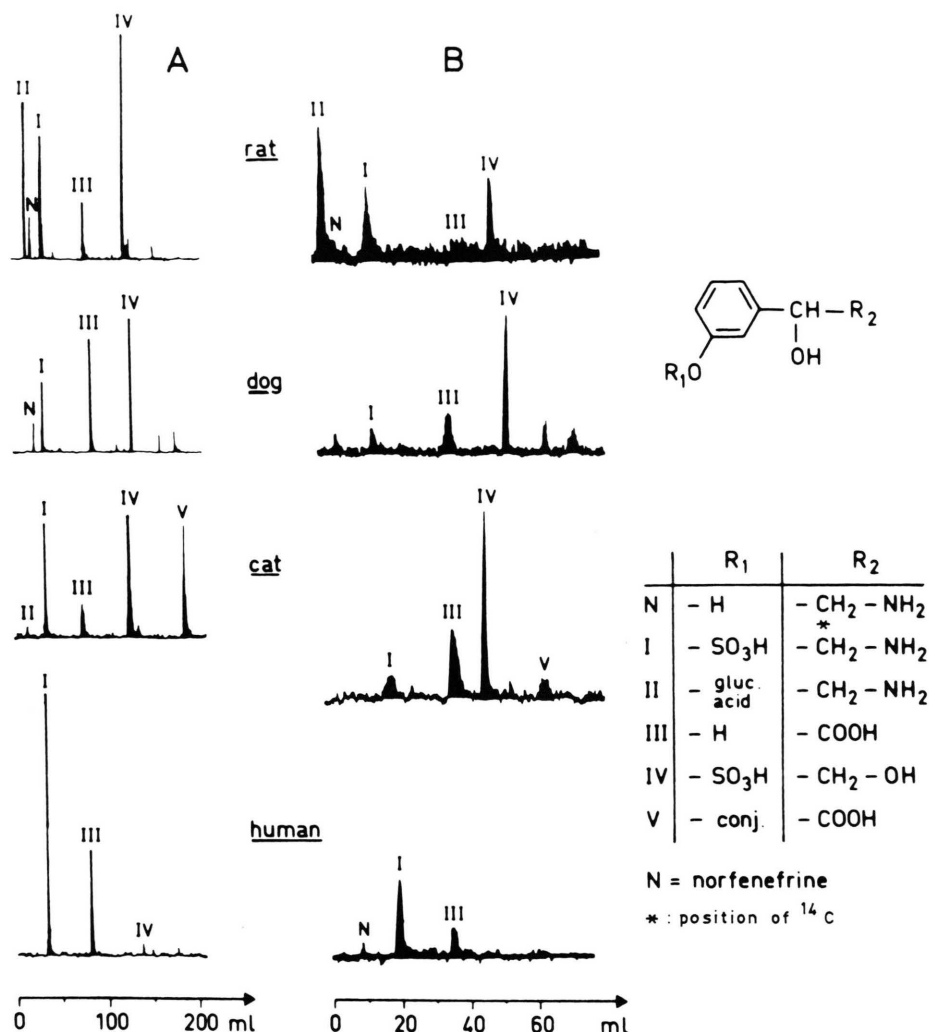 A
B
IV
II
I
III
N
rat
II
I
IV
N
III
IV
III
I
N
dog
IV
III
I
I
IV
V
III
II
cat
IV
III
I
V
I
III
IV
human
I
III
N
0 100 200 ml
0 20 40 60 ml
CH–R2
OH
R1O
R1 R2
N – H – CH2 – NH2
*
I – SO3H – CH2 – NH2
II – gluc. acid – CH2 – NH2
III – H – COOH
IV – SO3H – CH2 – OH
V – conj. – COOH
N = norfenefrine
* : position of 14C